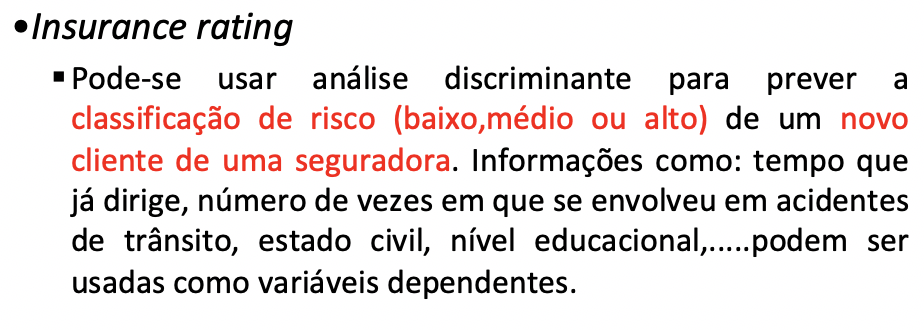 •Insurance rating
▪Pode-se usar análise discriminante para prever a
classificação de risco (baixo,médio ou alto) de um novo
cliente de uma seguradora. Informações como: tempo que
já dirige, número de vezes em que se envolveu em acidentes
de trânsito, estado civil, nível educacional,.....podem ser
usadas como variáveis dependentes.